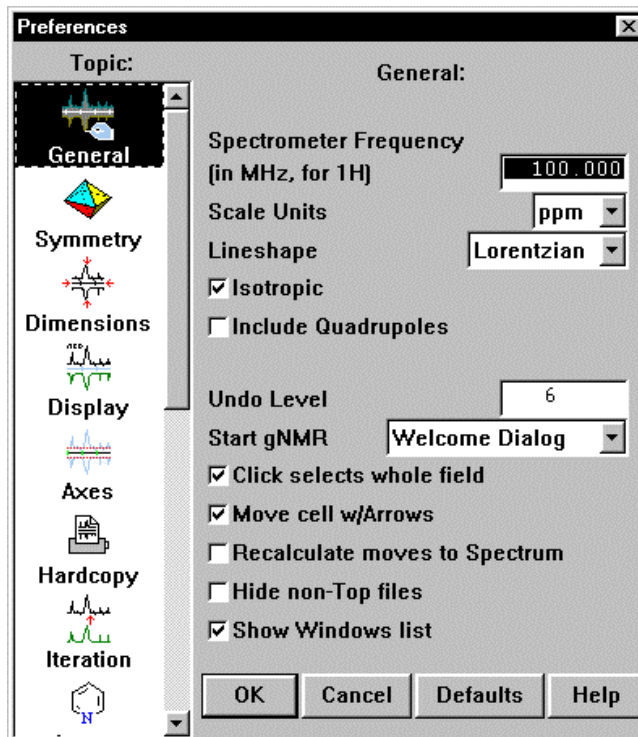 Preferences
Topic:
General
Symmetry
Dimensions
Display
Axes
Hardcopy
Iteration
N
General:
Spectrometer Frequency
(in MHz, for 1H) 100.000
Scale Units ppm
Lineshape Lorentzian
Isotropic
Include Quadrupoles
Undo Level 6
Start gNMR Welcome Dialog
Click selects whole field
Move cell w/Arrows
Recalculate moves to Spectrum
Hide non-Top files
Show Windows list
OK Cancel Defaults Help